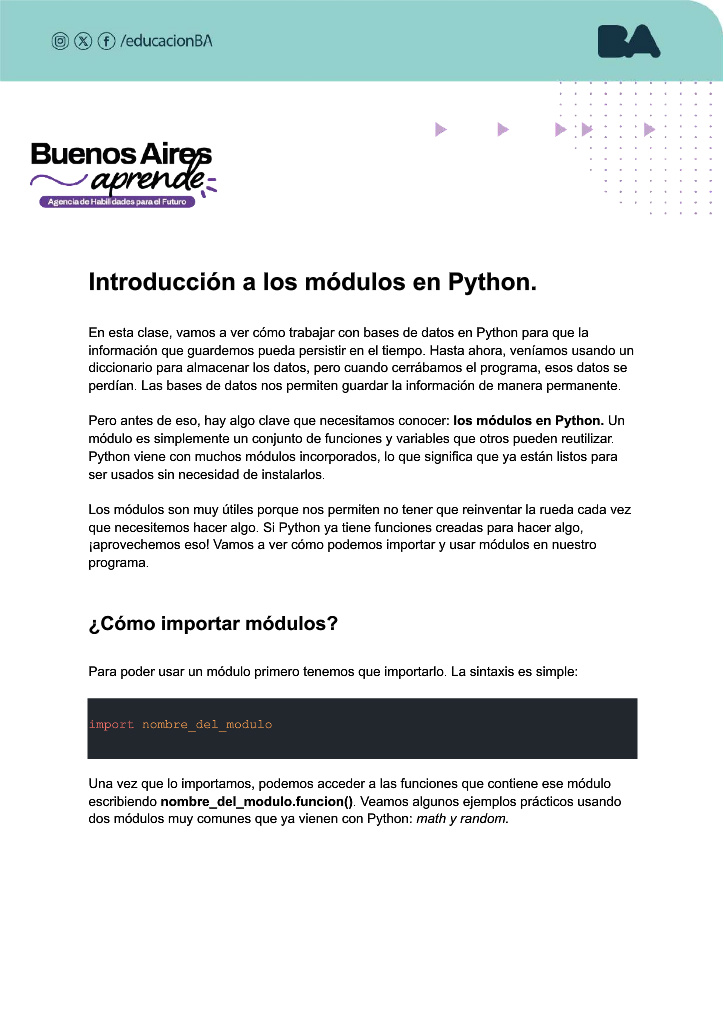 /educacionBA
BA
Buenos Aires
aprende
Agencia de Habilidades para el Futuro
Introducción a los módulos en Python.
En esta clase, vamos a ver cómo trabajar con bases de datos en Python para que la
información que guardemos pueda persistir en el tiempo. Hasta ahora, veníamos usando un
diccionario para almacenar los datos, pero cuando cerrábamos el programa, esos datos se
perdían. Las bases de datos nos permiten guardar la información de manera permanente.
Pero antes de eso, hay algo clave que necesitamos conocer: los módulos en Python. Un
módulo es simplemente un conjunto de funciones y variables que otros pueden reutilizar.
Python viene con muchos módulos incorporados, lo que significa que ya están listos para
ser usados sin necesidad de instalarlos.
Los módulos son muy útiles porque nos permiten no tener que reinventar la rueda cada vez
que necesitemos hacer algo. Si Python ya tiene funciones creadas para hacer algo,
¡aprovechemos eso! Vamos a ver cómo podemos importar y usar módulos en nuestro
programa.
¿Cómo importar módulos?
Para poder usar un módulo primero tenemos que importarlo. La sintaxis es simple:
import nombre_del_modulo
Una vez que lo importamos, podemos acceder a las funciones que contiene ese módulo
escribiendo nombre_del_modulo.funcion(). Veamos algunos ejemplos prácticos usando
dos módulos muy comunes que ya vienen con Python: math y random.